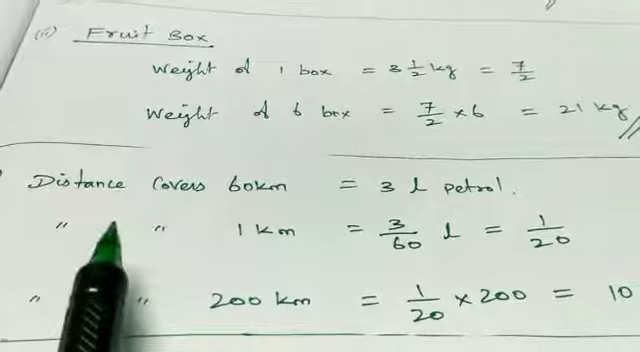 (ii) Fruit Box
Weight of 1 box = 3 1/2 kg = 7/2
Weight of 6 box = 7/2 × 6 = 21 kg //
Distance covers 60km = 3 l petrol.
" " 1 km = 3/60 l = 1/20
" " 200 km = 1/20 × 200 = 10